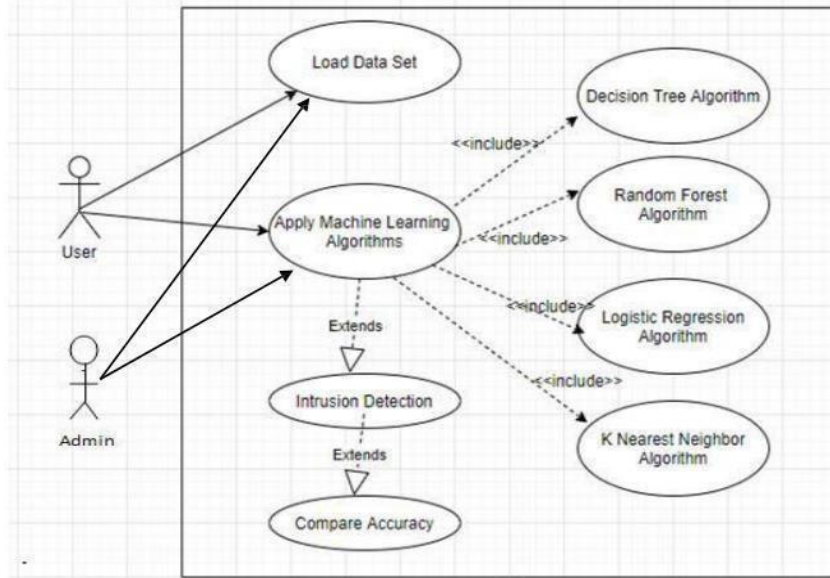 Load Data Set
Decision Tree Algorithm
<<include>>
Random Forest
Algorithm
User
Apply Machine Learning
Algorithms
<<include>>
<<include>>
Logistic Regression
Algorithm
Extends
Admin
Intrusion Detection
<<include>>
K Nearest Neighbor
Algorithm
Extends
Compare Accuracy